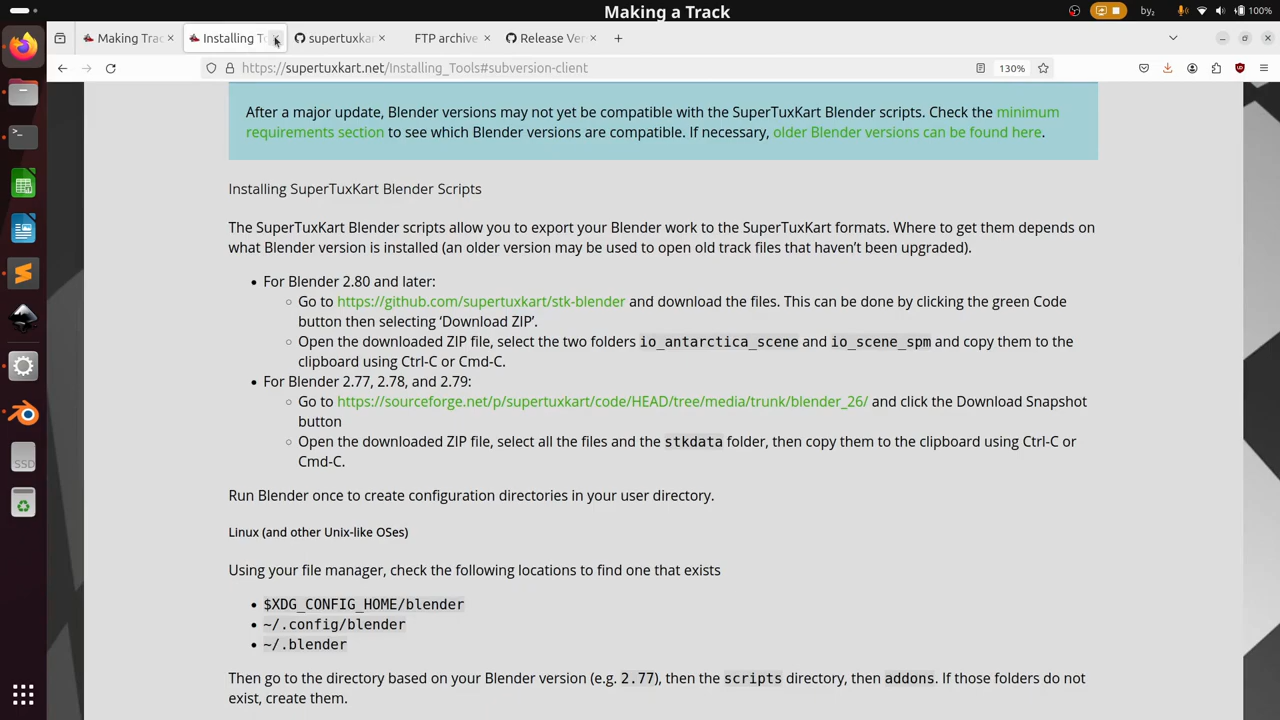 Making a Track
by₂
100%
Making Trac
Installing To
supertuxkar
FTP archive
Release Ver
https://supertuxkart.net/Installing_Tools#subversion-client
130%
After a major update, Blender versions may not yet be compatible with the SuperTuxKart Blender scripts. Check the minimum
requirements section to see which Blender versions are compatible. If necessary, older Blender versions can be found here.
Installing SuperTuxKart Blender Scripts
The SuperTuxKart Blender scripts allow you to export your Blender work to the SuperTuxKart formats. Where to get them depends on
what Blender version is installed (an older version may be used to open old track files that haven’t been upgraded).
• For Blender 2.80 and later:
◦ Go to https://github.com/supertuxkart/stk-blender and download the files. This can be done by clicking the green Code
button then selecting ‘Download ZIP’.
◦ Open the downloaded ZIP file, select the two folders io_antarctica_scene and io_scene_spm and copy them to the
clipboard using Ctrl-C or Cmd-C.
• For Blender 2.77, 2.78, and 2.79:
◦ Go to https://sourceforge.net/p/supertuxkart/code/HEAD/tree/media/trunk/blender_26/ and click the Download Snapshot
button
◦ Open the downloaded ZIP file, select all the files and the stkdata folder, then copy them to the clipboard using Ctrl-C or
Cmd-C.
Run Blender once to create configuration directories in your user directory.
Linux (and other Unix-like OSes)
Using your file manager, check the following locations to find one that exists
• $XDG_CONFIG_HOME/blender
• ~/.config/blender
• ~/.blender
Then go to the directory based on your Blender version (e.g. 2.77), then the scripts directory, then addons. If those folders do not
exist, create them.
SSD